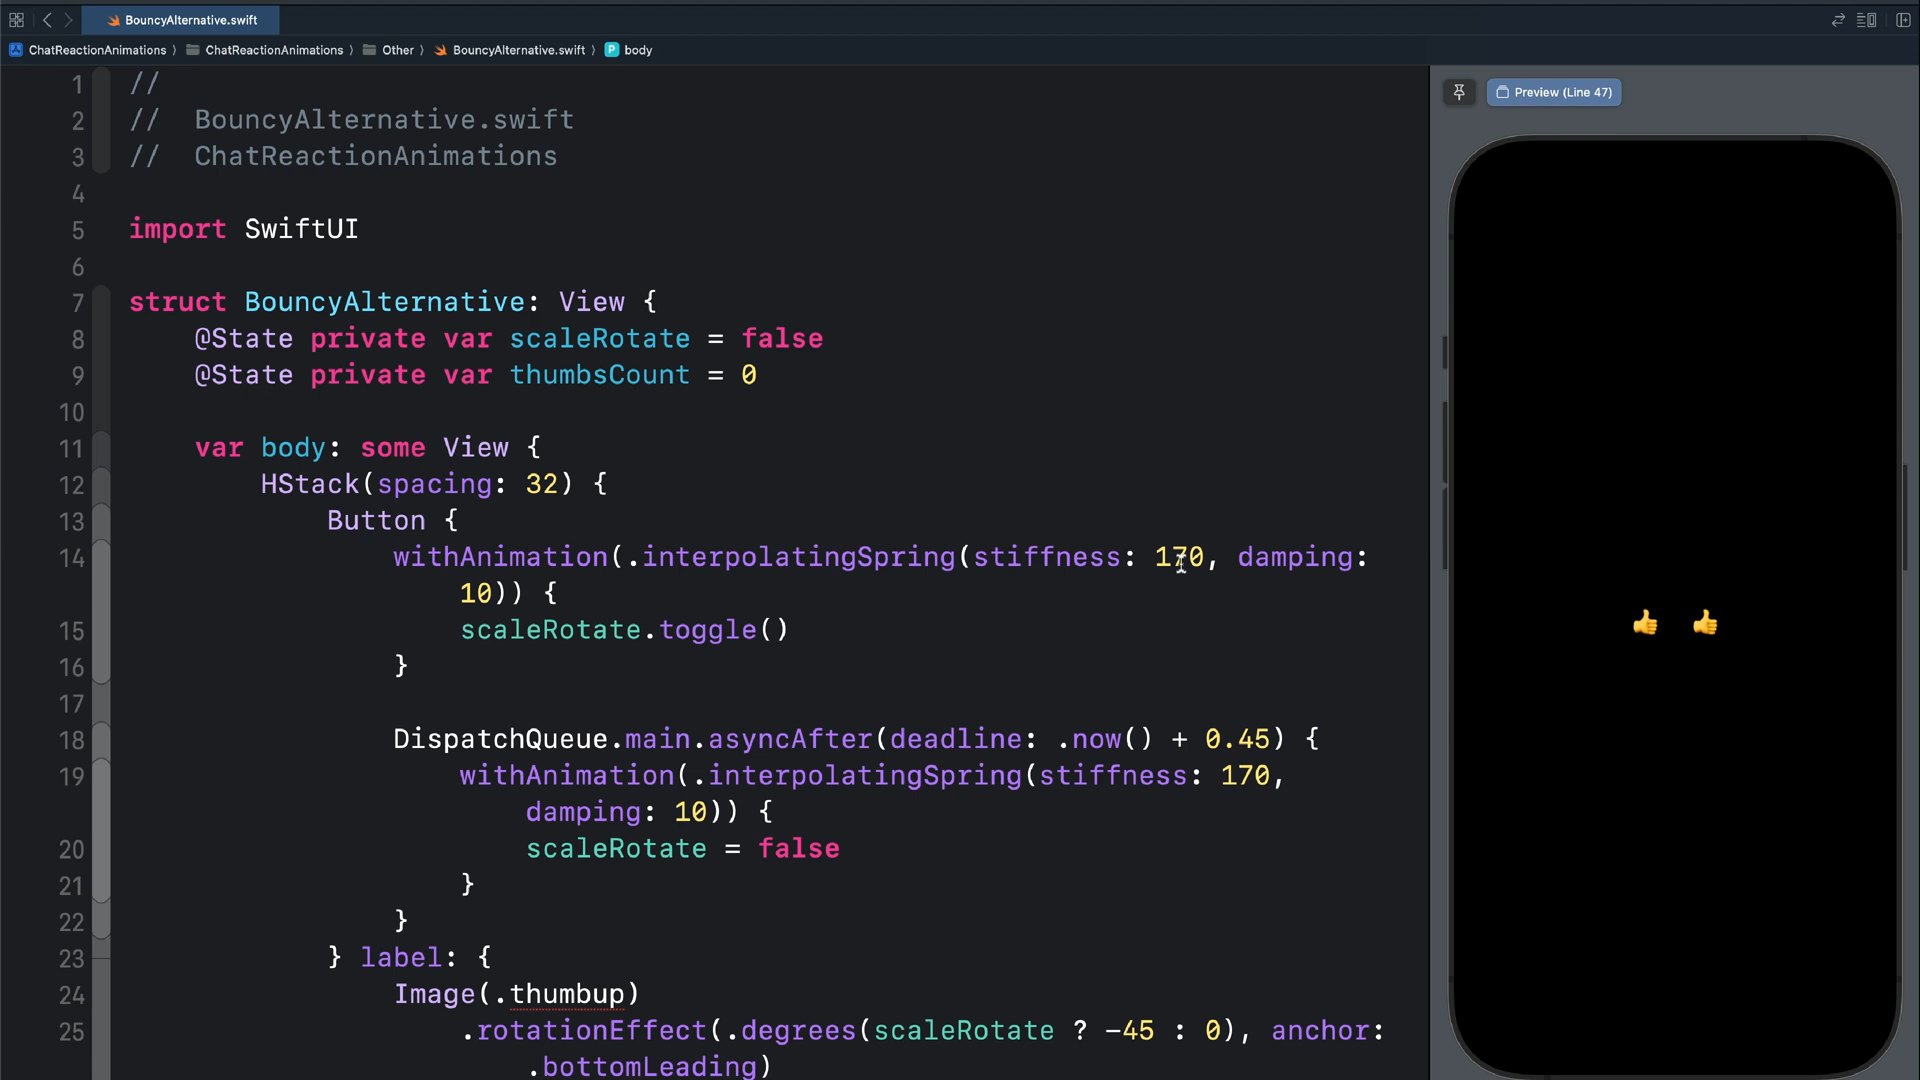 BouncyAlternative.swift
ChatReactionAnimations 〉 ChatReactionAnimations 〉 Other 〉 BouncyAlternative.swift 〉 P body
Preview (Line 47)
1 //
2 //  BouncyAlternative.swift
3 //  ChatReactionAnimations
4
5 import SwiftUI
6
7 struct BouncyAlternative: View {
8     @State private var scaleRotate = false
9     @State private var thumbsCount = 0
10
11     var body: some View {
12         HStack(spacing: 32) {
13             Button {
14                 withAnimation(.interpolatingSpring(stiffness: 170, damping:
10)) {
15                     scaleRotate.toggle()
16                 }
17
18                 DispatchQueue.main.asyncAfter(deadline: .now() + 0.45) {
19                     withAnimation(.interpolatingSpring(stiffness: 170,
damping: 10)) {
20                         scaleRotate = false
21                     }
22                 }
23             } label: {
24                 Image(.thumbup)
25                     .rotationEffect(.degrees(scaleRotate ? −45 : 0), anchor:
.bottomLeading)